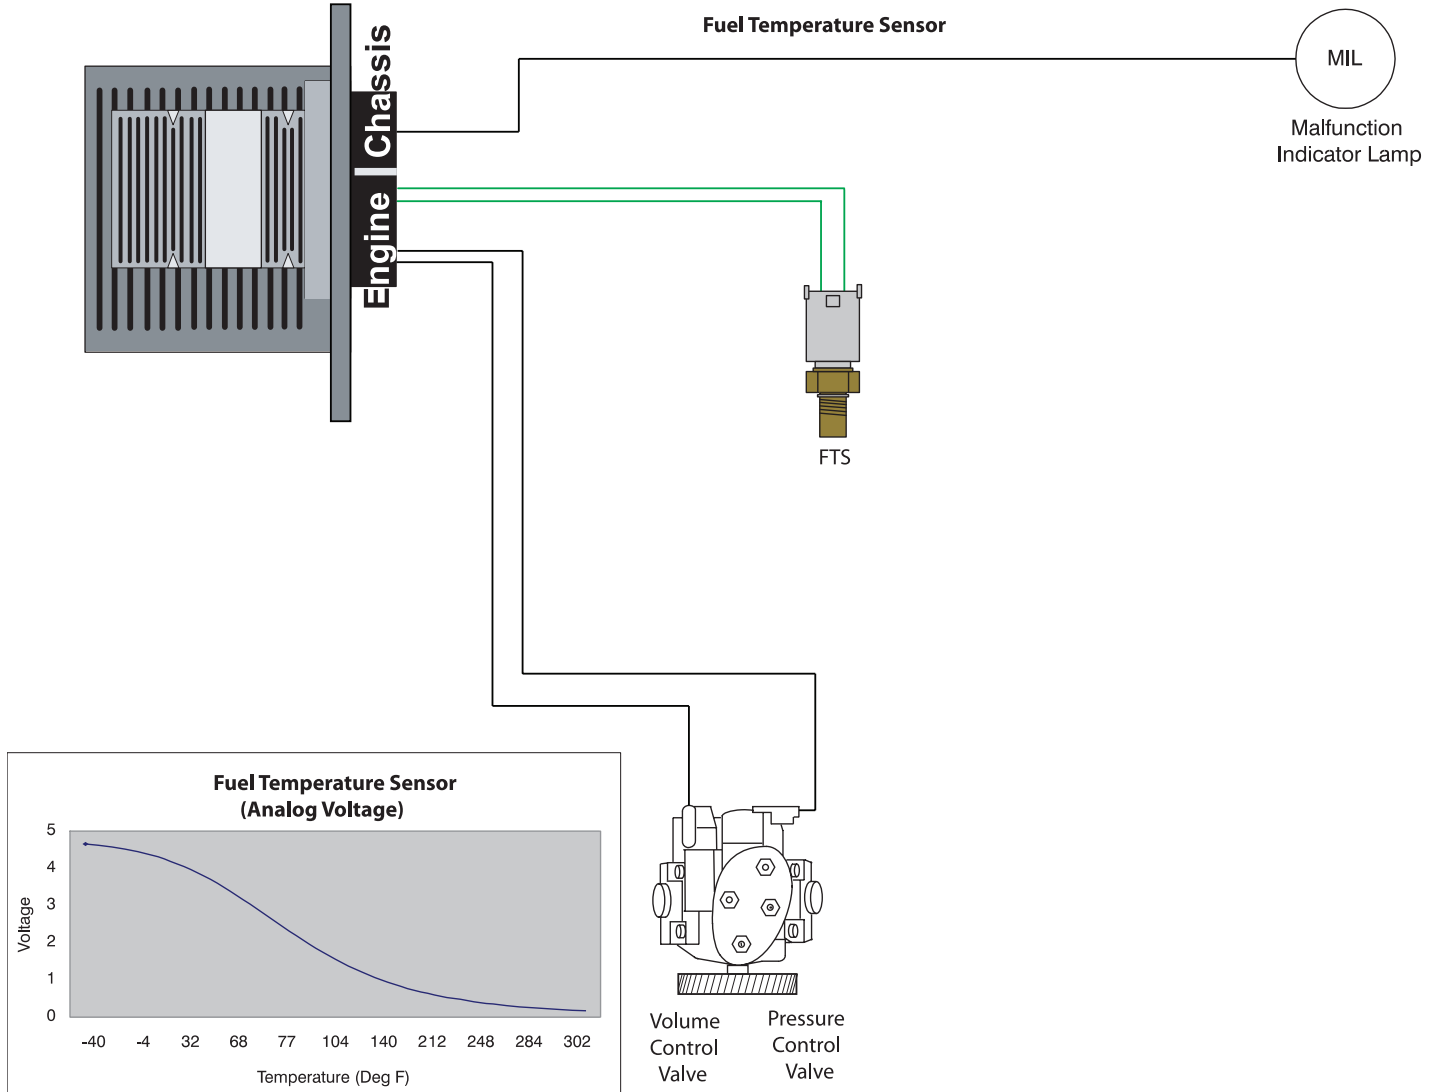 Fuel Temperature Sensor
MIL
Malfunction
Indicator Lamp
Engine | Chassis
FTS
Fuel Temperature Sensor
(Analog Voltage)
5
4
3
2
1
0
Voltage
-40 -4 32 68 77 104 140 212 248 284 302
Temperature (Deg F)
Volume
Control
Valve
Pressure
Control
Valve